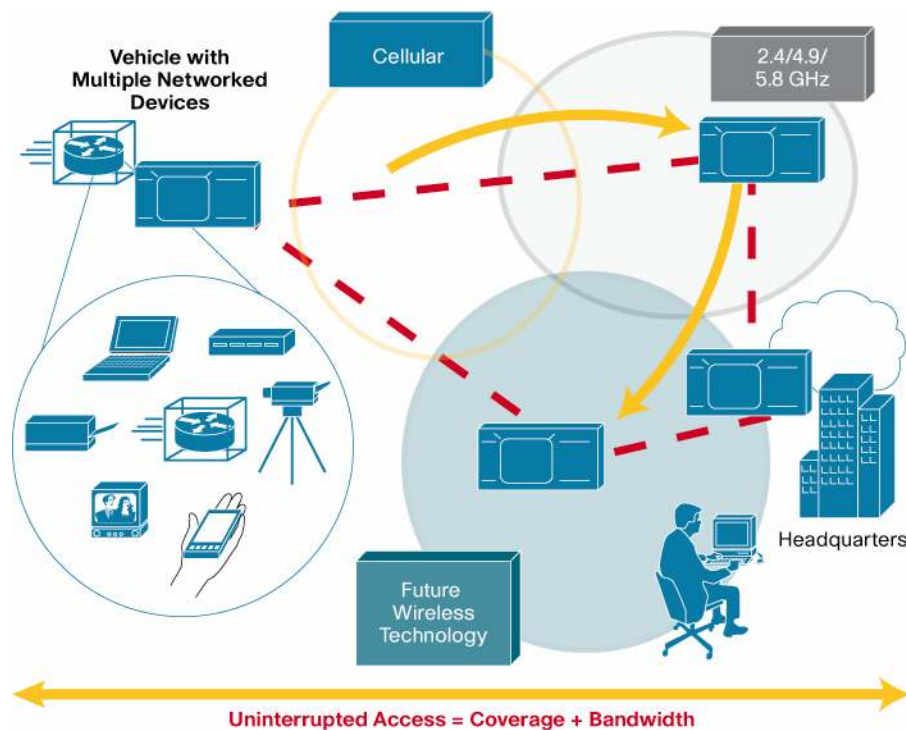 Vehicle with
Multiple Networked
Devices
Cellular
2.4/4.9/
5.8 GHz
Headquarters
Future
Wireless
Technology
Uninterrupted Access = Coverage + Bandwidth